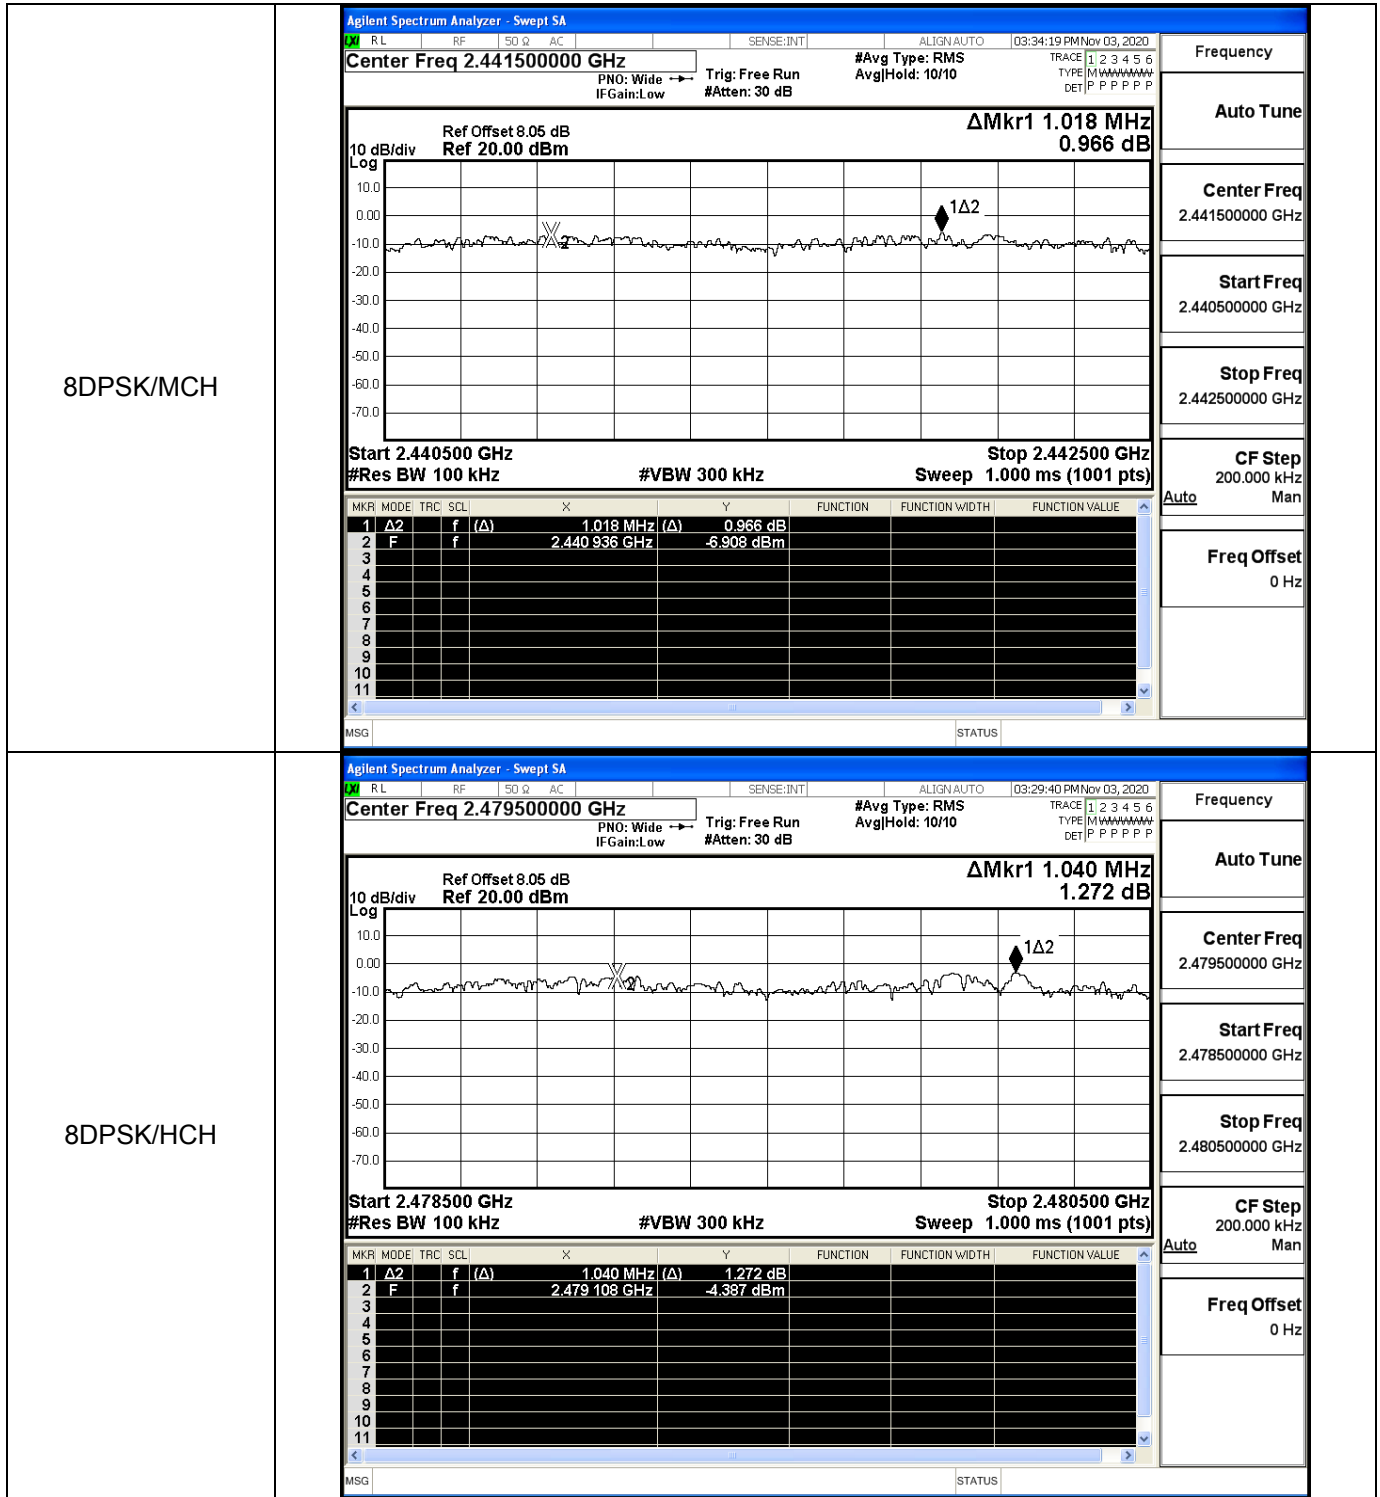 8DPSK/MCH
Agilent Spectrum Analyzer - Swept SA
LXI RL RF 50 Ω AC SENSE:INT ALIGN AUTO 03:34:19 PM Nov 03, 2020
Center Freq 2.441500000 GHz
PNO: Wide
IFGain:Low
Trig: Free Run
#Atten: 30 dB
#Avg Type: RMS
Avg|Hold: 10/10
TRACE 1 2 3 4 5 6
TYPE M
DET P P P P P P
Ref Offset 8.05 dB
10 dB/div Ref 20.00 dBm
Log
ΔMkr1 1.018 MHz
0.966 dB
10.0
0.00
-10.0
-20.0
-30.0
-40.0
-50.0
-60.0
-70.0
1Δ2
2
Start 2.440500 GHz Stop 2.442500 GHz
#Res BW 100 kHz #VBW 300 kHz Sweep 1.000 ms (1001 pts)
MKR MODE TRC SCL X Y FUNCTION FUNCTION WIDTH FUNCTION VALUE
1 Δ2 f (Δ) 1.018 MHz (Δ) 0.966 dB
2 F f 2.440 936 GHz -6.908 dBm
3
4
5
6
7
8
9
10
11
MSG STATUS
Frequency
Auto Tune
Center Freq
2.441500000 GHz
Start Freq
2.440500000 GHz
Stop Freq
2.442500000 GHz
CF Step
200.000 kHz
Auto Man
Freq Offset
0 Hz
8DPSK/HCH
Agilent Spectrum Analyzer - Swept SA
LXI RL RF 50 Ω AC SENSE:INT ALIGN AUTO 03:29:40 PM Nov 03, 2020
Center Freq 2.479500000 GHz
PNO: Wide
IFGain:Low
Trig: Free Run
#Atten: 30 dB
#Avg Type: RMS
Avg|Hold: 10/10
TRACE 1 2 3 4 5 6
TYPE M
DET P P P P P P
Ref Offset 8.05 dB
10 dB/div Ref 20.00 dBm
Log
ΔMkr1 1.040 MHz
1.272 dB
10.0
0.00
-10.0
-20.0
-30.0
-40.0
-50.0
-60.0
-70.0
1Δ2
2
Start 2.478500 GHz Stop 2.480500 GHz
#Res BW 100 kHz #VBW 300 kHz Sweep 1.000 ms (1001 pts)
MKR MODE TRC SCL X Y FUNCTION FUNCTION WIDTH FUNCTION VALUE
1 Δ2 f (Δ) 1.040 MHz (Δ) 1.272 dB
2 F f 2.479 108 GHz -4.387 dBm
3
4
5
6
7
8
9
10
11
MSG STATUS
Frequency
Auto Tune
Center Freq
2.479500000 GHz
Start Freq
2.478500000 GHz
Stop Freq
2.480500000 GHz
CF Step
200.000 kHz
Auto Man
Freq Offset
0 Hz